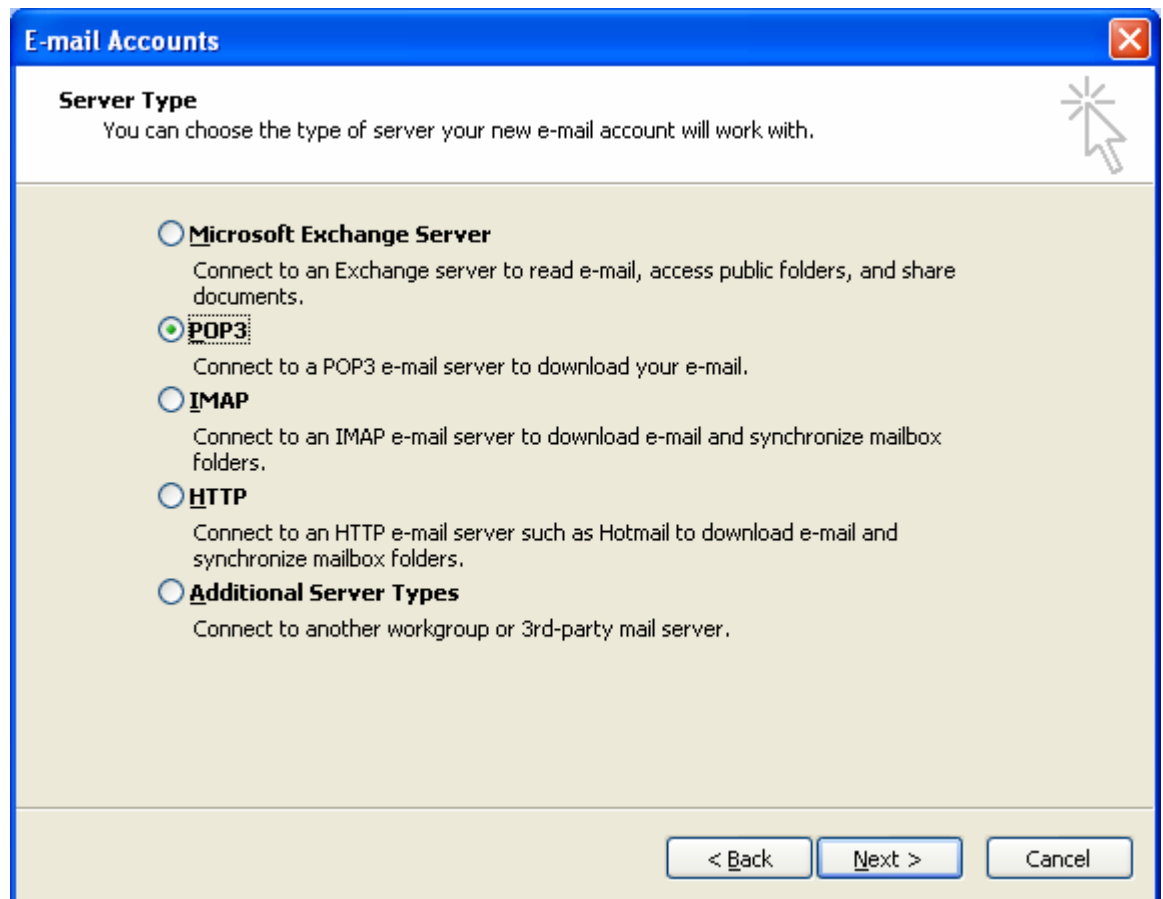 E-mail Accounts
Server Type
You can choose the type of server your new e-mail account will work with.
Microsoft Exchange Server
Connect to an Exchange server to read e-mail, access public folders, and share
documents.
POP3
Connect to a POP3 e-mail server to download your e-mail.
IMAP
Connect to an IMAP e-mail server to download e-mail and synchronize mailbox
folders.
HTTP
Connect to an HTTP e-mail server such as Hotmail to download e-mail and
synchronize mailbox folders.
Additional Server Types
Connect to another workgroup or 3rd-party mail server.
< Back Next > Cancel